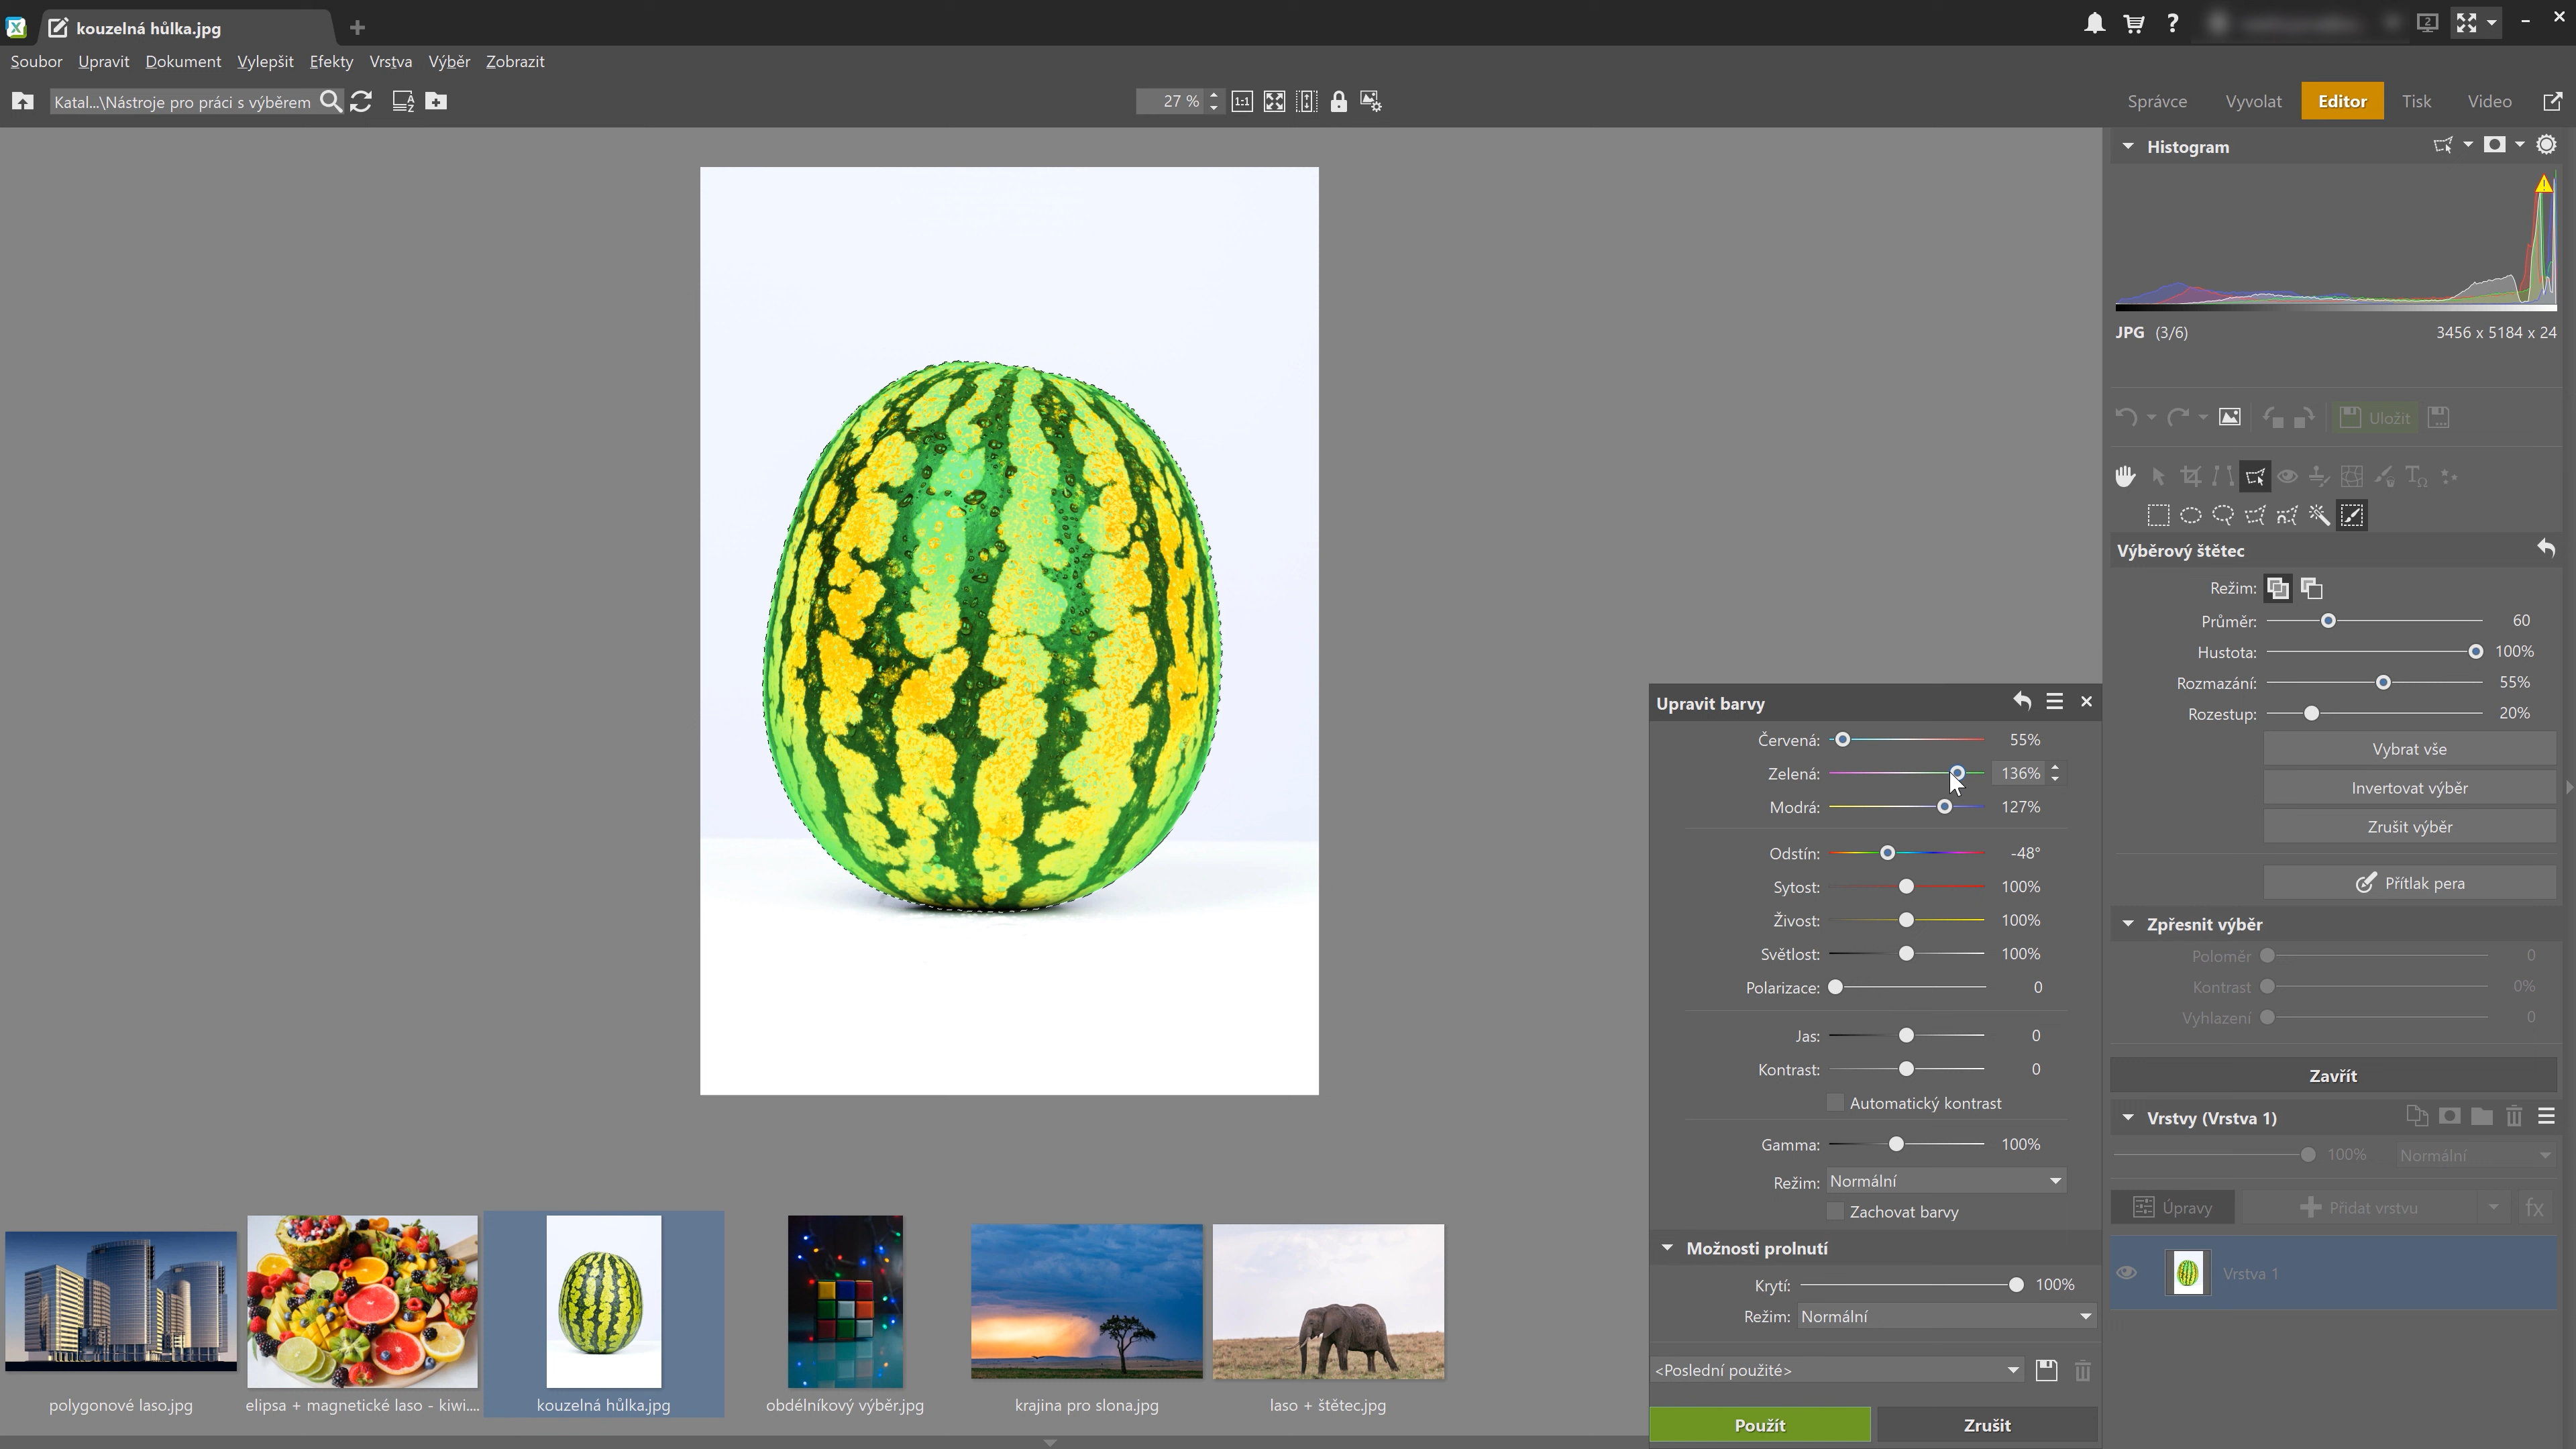 kouzelná hůlka.jpg
2
Soubor Upravit Dokument Vylepšit Efekty Vrstva Výběr Zobrazit
Katal...\Nástroje pro práci s výběrem
27 %
1:1
Správce Vyvolat Editor Tisk Video
Histogram
JPG (3/6) 3456 x 5184 x 24
Uložit
Výběrový štětec
Režim:
Průměr: 60
Hustota: 100%
Rozmazání: 55%
Rozestup: 20%
Vybrat vše
Invertovat výběr
Zrušit výběr
Přítlak pera
Zpřesnit výběr
Poloměr 0
Kontrast 0%
Vyhlazení 0
Zavřít
Vrstvy (Vrstva 1)
100% Normální
Úpravy Přidat vrstvu fx
Vrstva 1
Upravit barvy
Červená: 55%
Zelená: 136%
Modrá: 127%
Odstín: -48°
Sytost: 100%
Živost: 100%
Světlost: 100%
Polarizace: 0
Jas: 0
Kontrast: 0
Automatický kontrast
Gamma: 100%
Režim: Normální
Zachovat barvy
Možnosti prolnutí
Krytí: 100%
Režim: Normální
<Poslední použité>
Použít Zrušit
polygonové laso.jpg
elipsa + magnetické laso - kiwi....
kouzelná hůlka.jpg
obdélníkový výběr.jpg
krajina pro slona.jpg
laso + štětec.jpg